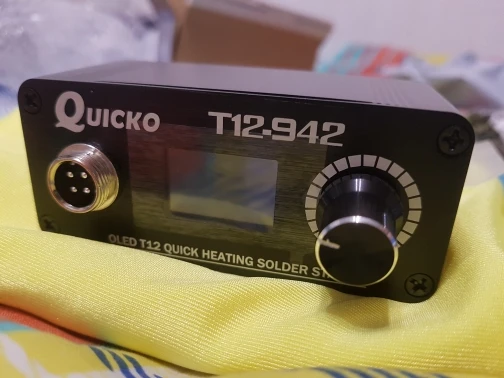 QUICKO
T12-942
OLED T12 QUICK HEATING SOLDER